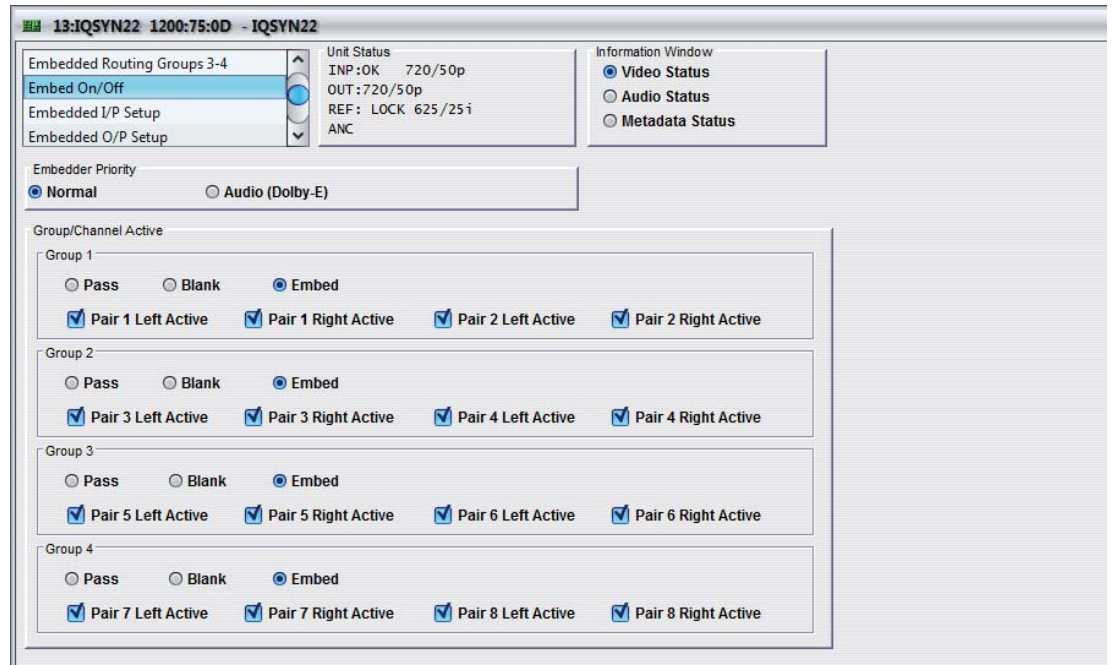 13:IQSYN22 1200:75:0D - IQSYN22
Embedded Routing Groups 3-4
Embed On/Off
Embedded I/P Setup
Embedded O/P Setup
Unit Status
INP:OK 720/50p
OUT:720/50p
REF: LOCK 625/25i
ANC
Information Window
Video Status
Audio Status
Metadata Status
Embedder Priority
Normal Audio (Dolby-E)
Group/Channel Active
Group 1
Pass Blank Embed
Pair 1 Left Active Pair 1 Right Active Pair 2 Left Active Pair 2 Right Active
Group 2
Pass Blank Embed
Pair 3 Left Active Pair 3 Right Active Pair 4 Left Active Pair 4 Right Active
Group 3
Pass Blank Embed
Pair 5 Left Active Pair 5 Right Active Pair 6 Left Active Pair 6 Right Active
Group 4
Pass Blank Embed
Pair 7 Left Active Pair 7 Right Active Pair 8 Left Active Pair 8 Right Active